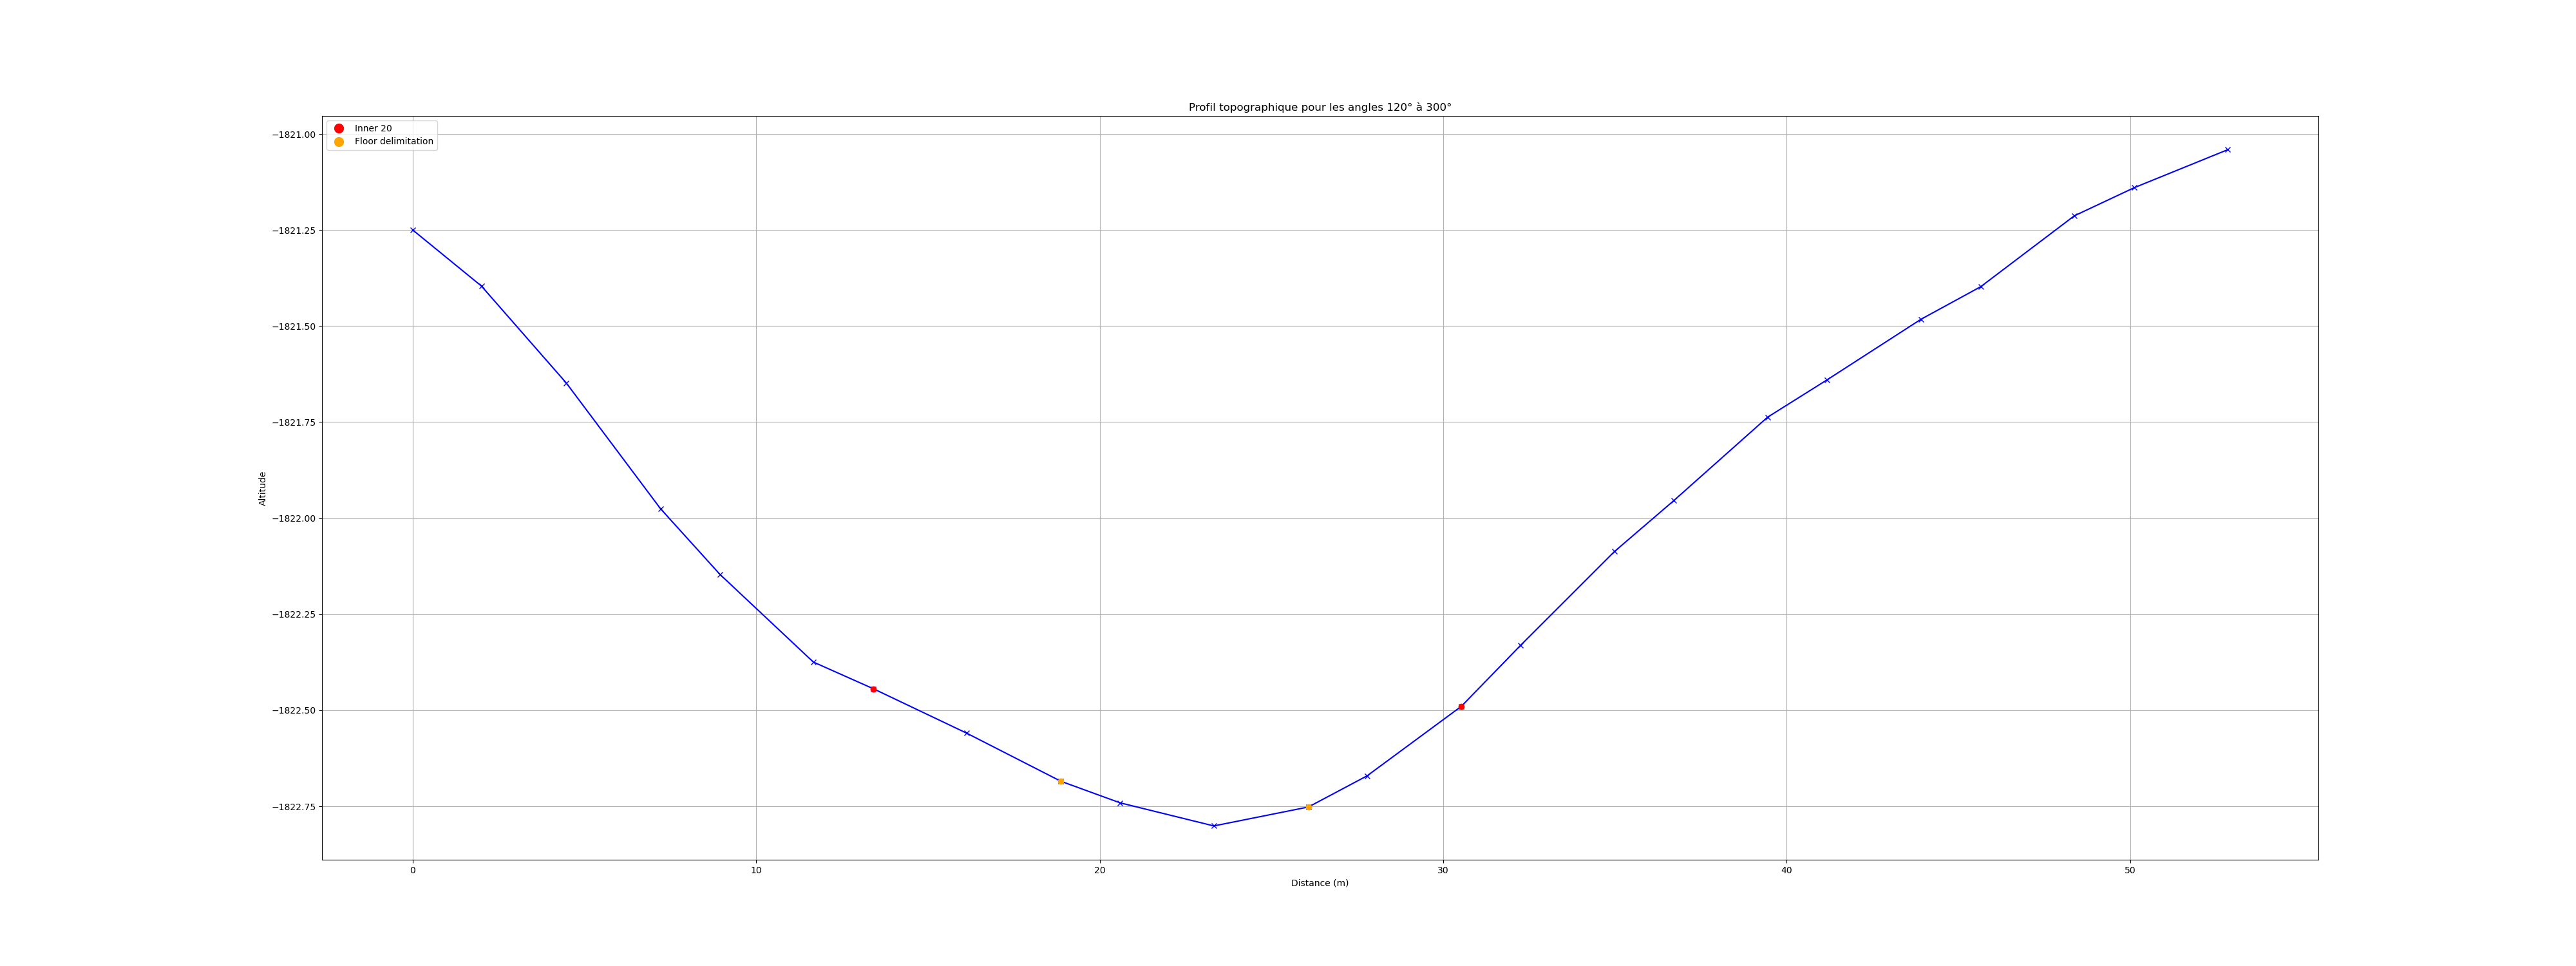 Profil topographique pour les angles 120° à 300°
Inner 20
Floor delimitation
−1821.00
−1821.25
−1821.50
−1821.75
−1822.00
−1822.25
−1822.50
−1822.75
Altitude
0 10 20 30 40 50
Distance (m)